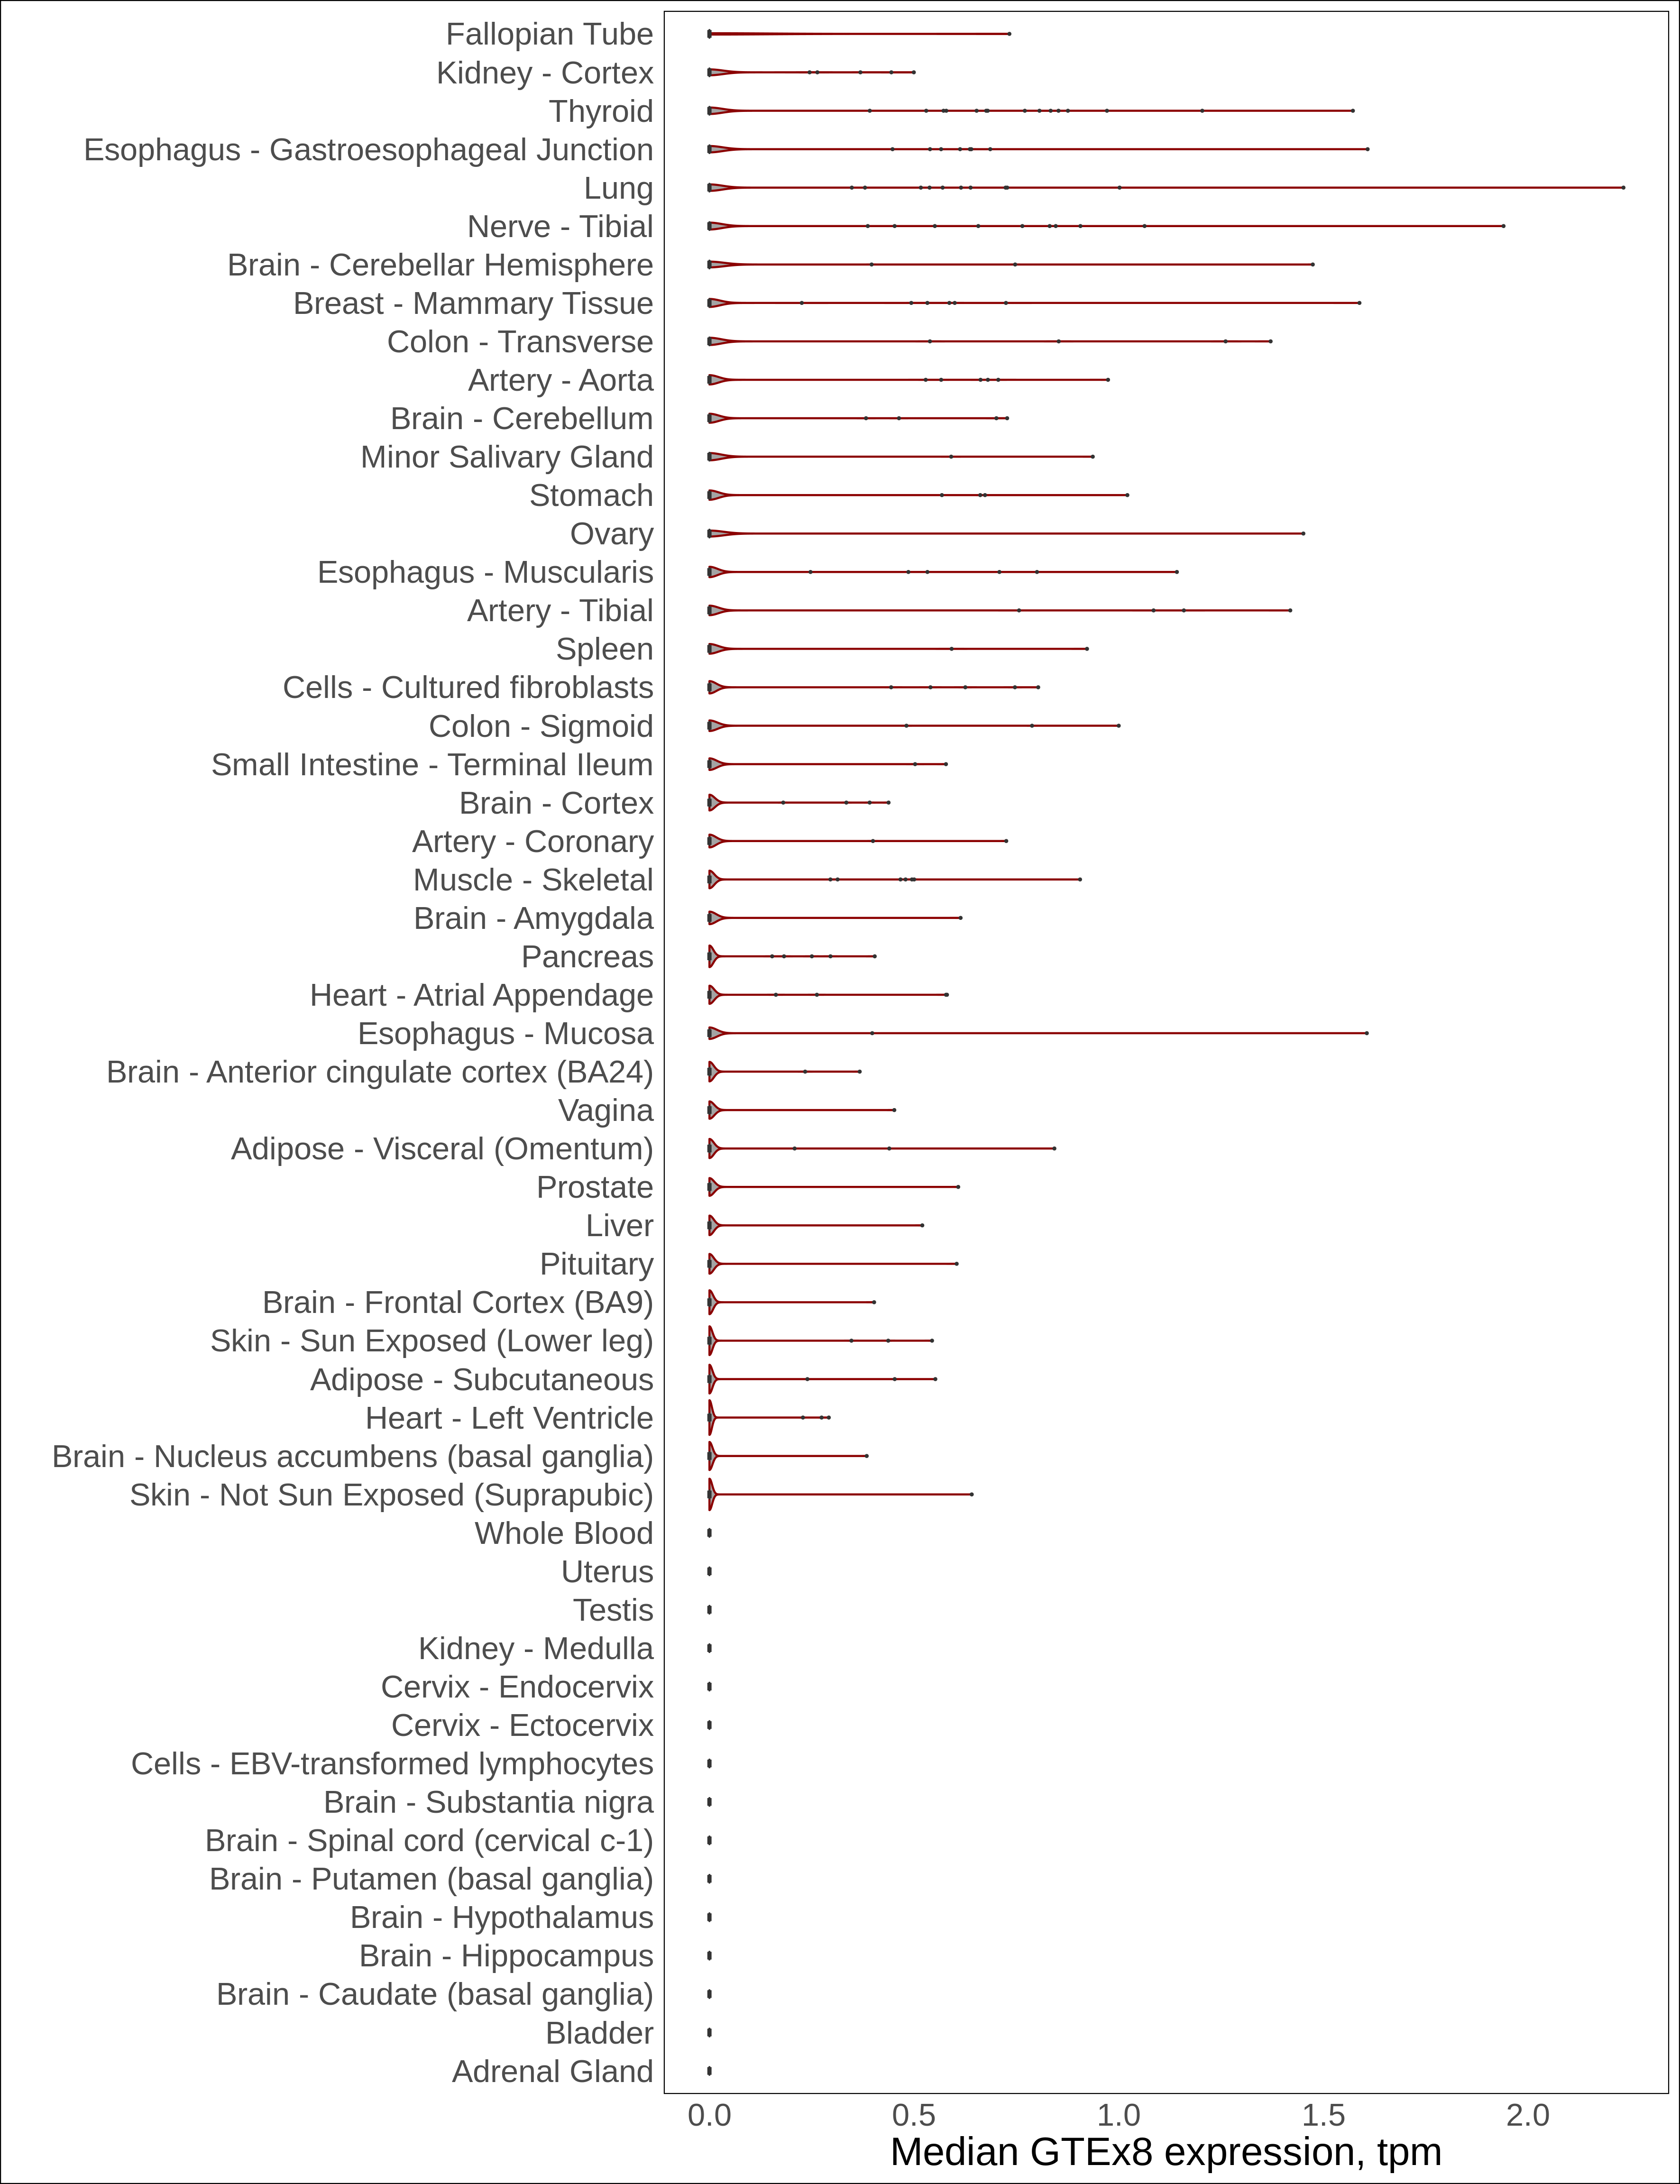 Fallopian Tube
Kidney - Cortex
Thyroid
Esophagus - Gastroesophageal Junction
Lung
Nerve - Tibial
Brain - Cerebellar Hemisphere
Breast - Mammary Tissue
Colon - Transverse
Artery - Aorta
Brain - Cerebellum
Minor Salivary Gland
Stomach
Ovary
Esophagus - Muscularis
Artery - Tibial
Spleen
Cells - Cultured fibroblasts
Colon - Sigmoid
Small Intestine - Terminal Ileum
Brain - Cortex
Artery - Coronary
Muscle - Skeletal
Brain - Amygdala
Pancreas
Heart - Atrial Appendage
Esophagus - Mucosa
Brain - Anterior cingulate cortex (BA24)
Vagina
Adipose - Visceral (Omentum)
Prostate
Liver
Pituitary
Brain - Frontal Cortex (BA9)
Skin - Sun Exposed (Lower leg)
Adipose - Subcutaneous
Heart - Left Ventricle
Brain - Nucleus accumbens (basal ganglia)
Skin - Not Sun Exposed (Suprapubic)
Whole Blood
Uterus
Testis
Kidney - Medulla
Cervix - Endocervix
Cervix - Ectocervix
Cells - EBV-transformed lymphocytes
Brain - Substantia nigra
Brain - Spinal cord (cervical c-1)
Brain - Putamen (basal ganglia)
Brain - Hypothalamus
Brain - Hippocampus
Brain - Caudate (basal ganglia)
Bladder
Adrenal Gland
0.0 0.5 1.0 1.5 2.0
Median GTEx8 expression, tpm